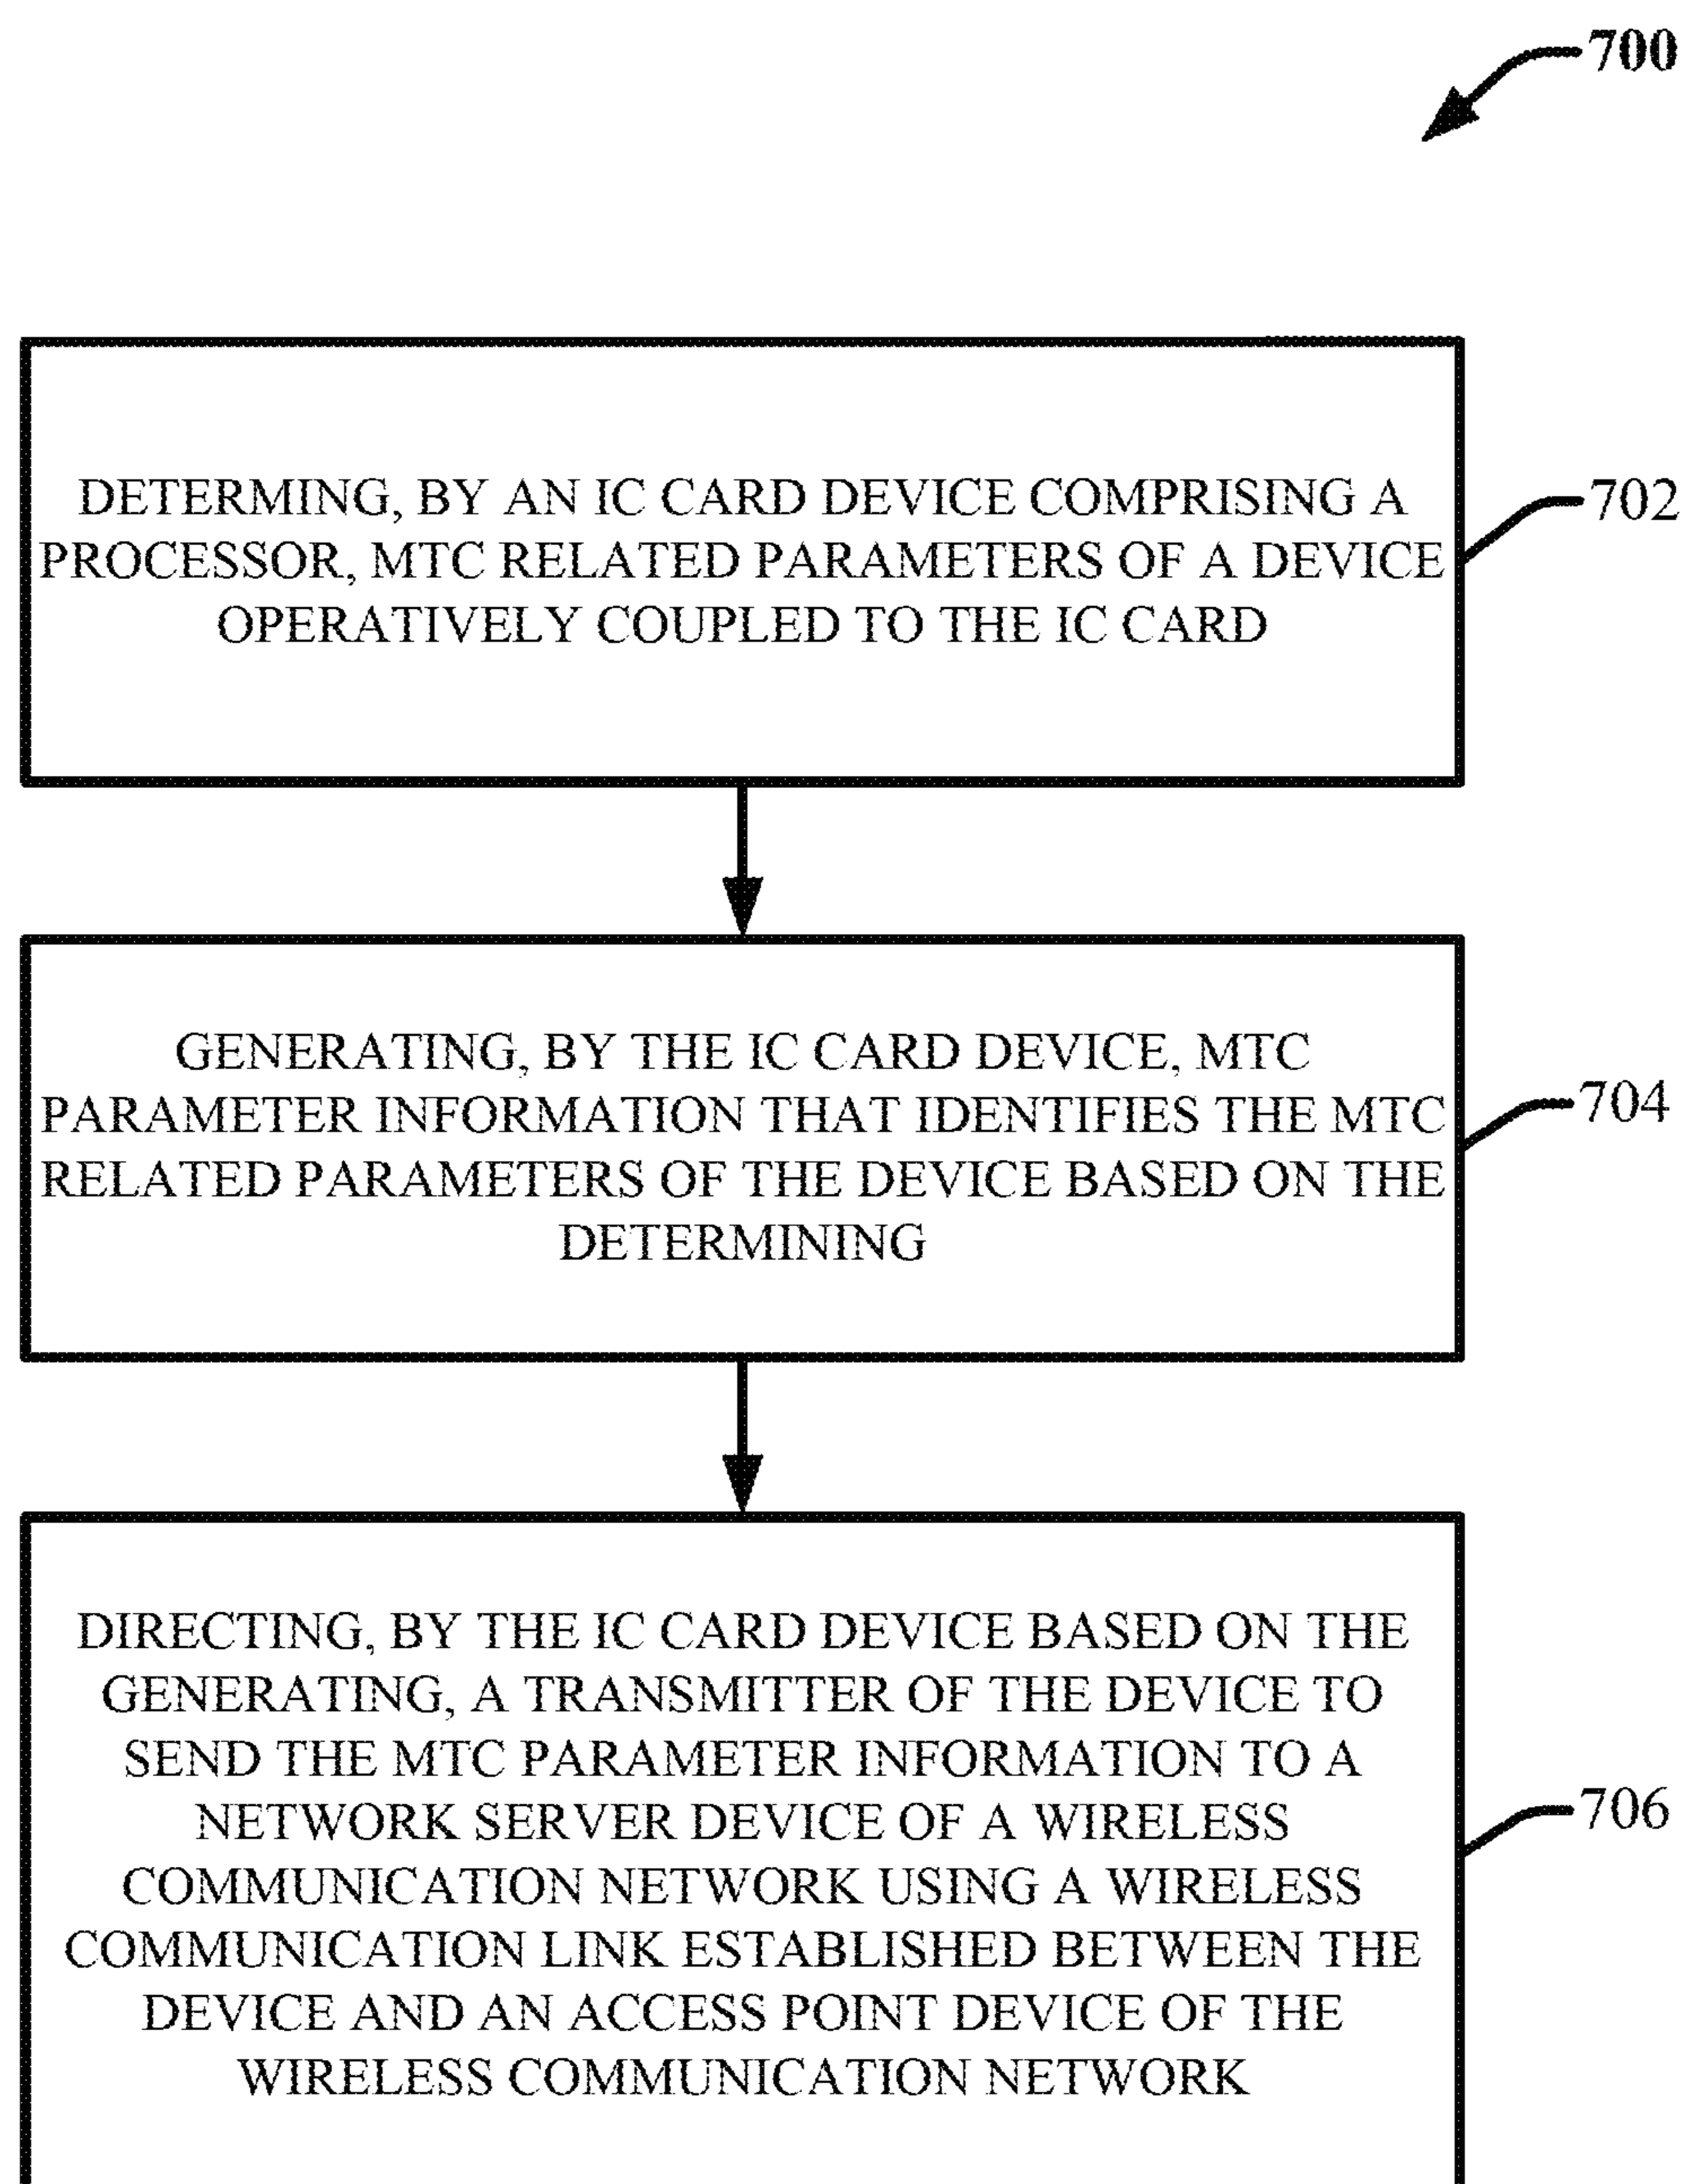 700
DETERMING, BY AN IC CARD DEVICE COMPRISING A
PROCESSOR, MTC RELATED PARAMETERS OF A DEVICE
OPERATIVELY COUPLED TO THE IC CARD
702
GENERATING, BY THE IC CARD DEVICE, MTC
PARAMETER INFORMATION THAT IDENTIFIES THE MTC
RELATED PARAMETERS OF THE DEVICE BASED ON THE
DETERMINING
704
DIRECTING, BY THE IC CARD DEVICE BASED ON THE
GENERATING, A TRANSMITTER OF THE DEVICE TO
SEND THE MTC PARAMETER INFORMATION TO A
NETWORK SERVER DEVICE OF A WIRELESS
COMMUNICATION NETWORK USING A WIRELESS
COMMUNICATION LINK ESTABLISHED BETWEEN THE
DEVICE AND AN ACCESS POINT DEVICE OF THE
WIRELESS COMMUNICATION NETWORK
706